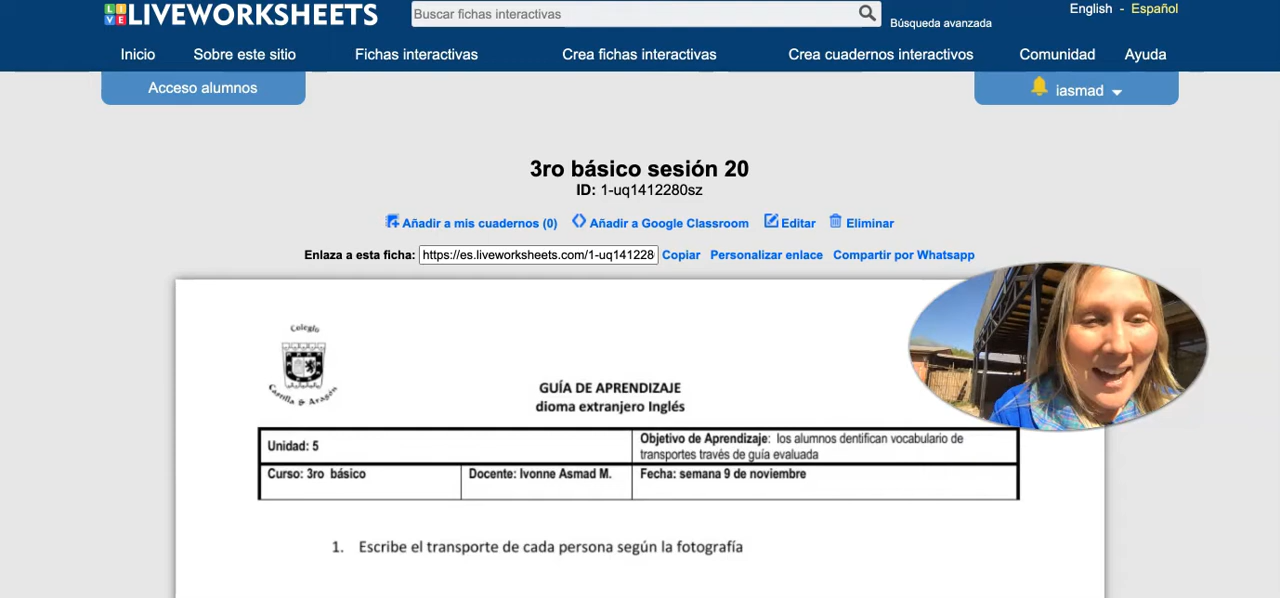 LIVEWORKSHEETS
Buscar fichas interactivas
Búsqueda avanzada
English - Español
Inicio
Sobre este sitio
Fichas interactivas
Crea fichas interactivas
Crea cuadernos interactivos
Comunidad
Ayuda
Acceso alumnos
iasmad
3ro básico sesión 20
ID: 1-uq1412280sz
Añadir a mis cuadernos (0)
Añadir a Google Classroom
Editar
Eliminar
Enlaza a esta ficha: https://es.liveworksheets.com/1-uq141228 Copiar Personalizar enlace Compartir por Whatsapp
Colegio
Castilla & Aragón
GUÍA DE APRENDIZAJE
dioma extranjero Inglés
Unidad: 5
Objetivo de Aprendizaje: los alumnos dentifican vocabulario de
transportes través de guía evaluada
Curso: 3ro básico
Docente: Ivonne Asmad M.
Fecha: semana 9 de noviembre
1. Escribe el transporte de cada persona según la fotografía